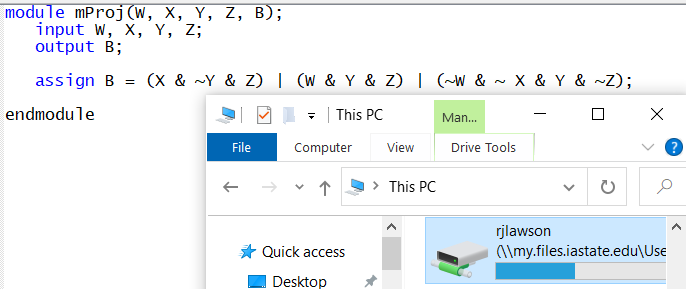 module mProj(W, X, Y, Z, B);
input W, X, Y, Z;
output B;
assign B = (X & ~Y & Z) | (W & Y & Z) | (~W & ~ X & Y & ~Z);
endmodule
This PC
Man...
File
Computer
View
Drive Tools
This PC
Quick access
Desktop
rjlawson
(\\my.files.iastate.edu\Use